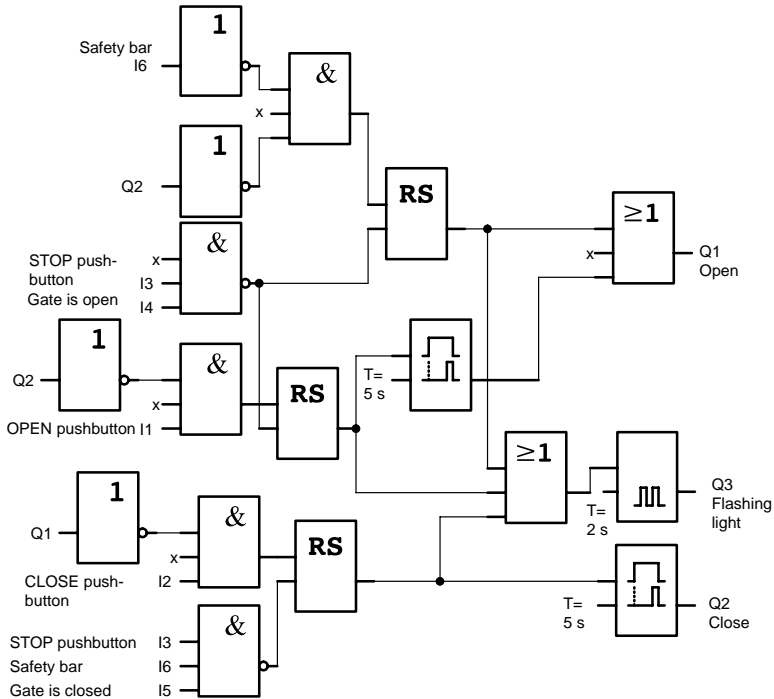 1
Safety bar
I6
&
x
1
Q2
RS
≥1
&
STOP push-
button
Gate is open
x
I3
I4
x
Q1
Open
1
Q2
&
x
OPEN pushbutton I1
RS
T=
5 s
≥1
Q3
Flashing
light
T=
2 s
1
Q1
&
x
I2
CLOSE push-
button
RS
T=
5 s
Q2
Close
&
STOP pushbutton I3
Safety bar I6
Gate is closed I5